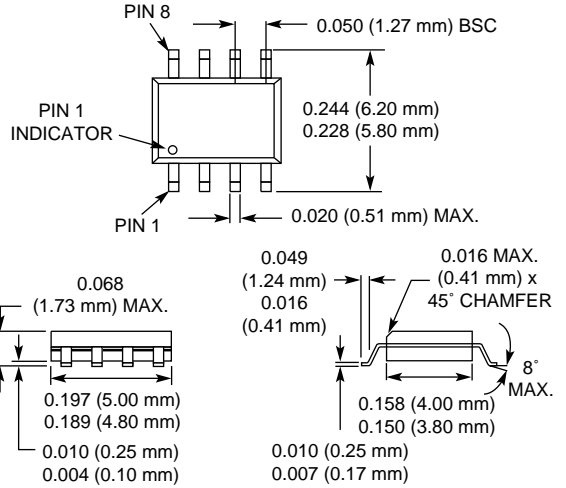 PIN 8
0.050 (1.27 mm) BSC
PIN 1
INDICATOR
0.244 (6.20 mm)
0.228 (5.80 mm)
PIN 1
0.020 (0.51 mm) MAX.
0.068
(1.73 mm) MAX.
0.197 (5.00 mm)
0.189 (4.80 mm)
0.010 (0.25 mm)
0.004 (0.10 mm)
0.049
(1.24 mm)
0.016
(0.41 mm)
0.016 MAX.
(0.41 mm) x
45° CHAMFER
8°
MAX.
0.158 (4.00 mm)
0.150 (3.80 mm)
0.010 (0.25 mm)
0.007 (0.17 mm)